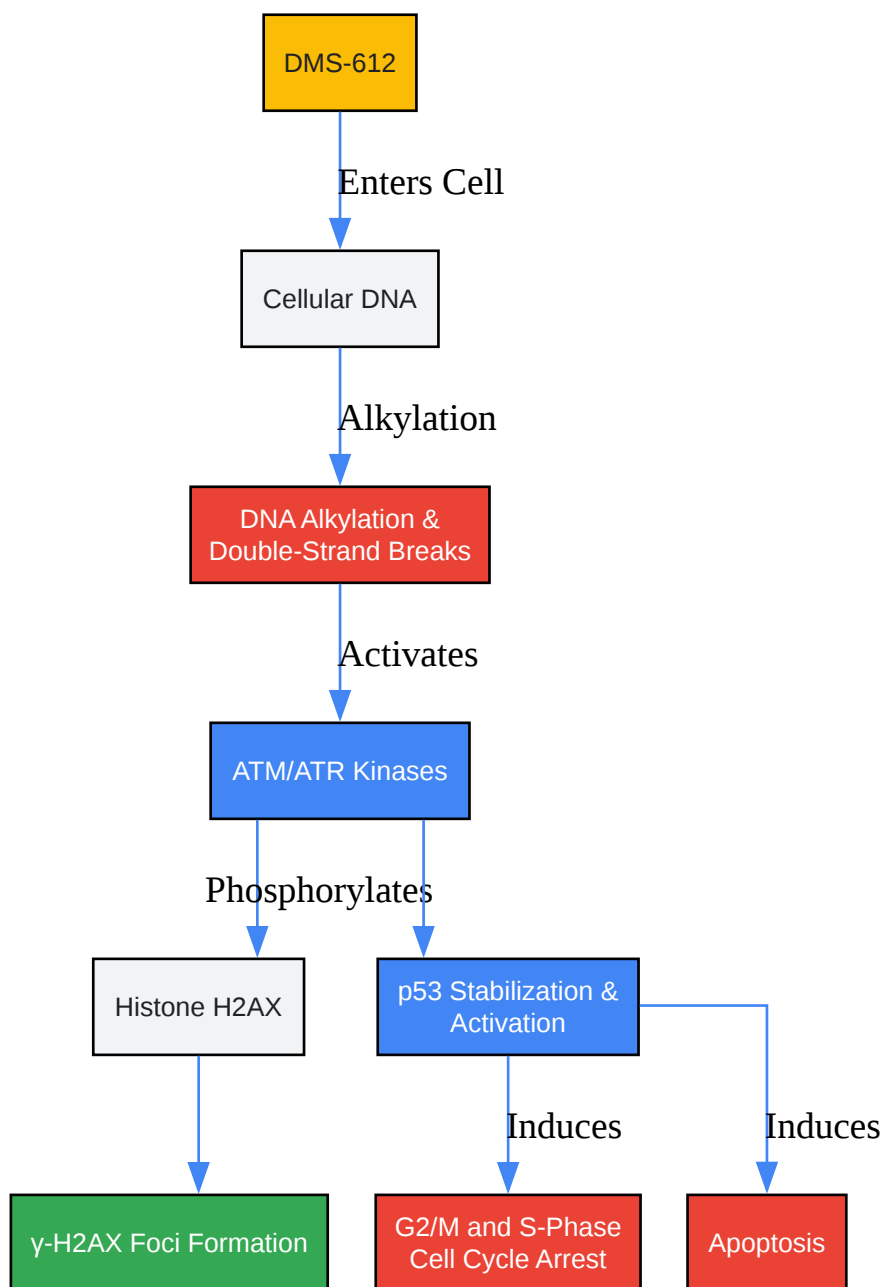 DMS-612
Enters Cell
Cellular DNA
Alkylation
DNA Alkylation &
Double-Strand Breaks
Activates
ATM/ATR Kinases
Phosphorylates
Histone H2AX
p53 Stabilization &
Activation
Induces
Induces
γ-H2AX Foci Formation
G2/M and S-Phase
Cell Cycle Arrest
Apoptosis